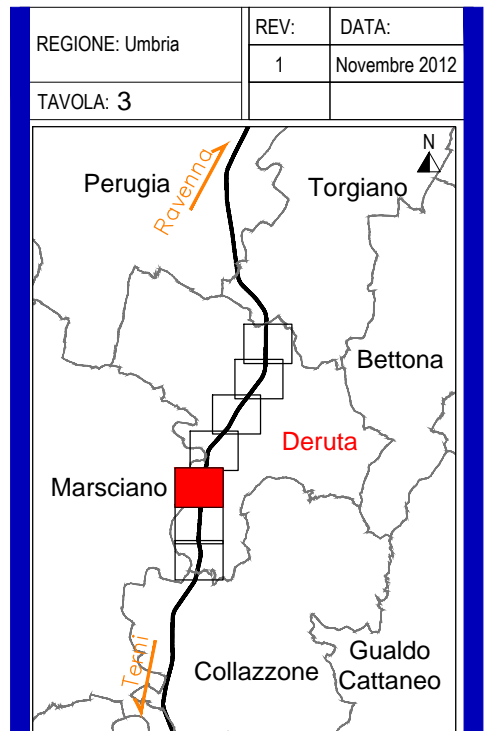 REGIONE: Umbria
REV:
DATA:
1
Novembre 2012
TAVOLA: 3
N
Perugia
Ravenna
Torgiano
Bettona
Deruta
Marsciano
Terni
Collazzone
Gualdo
Cattaneo